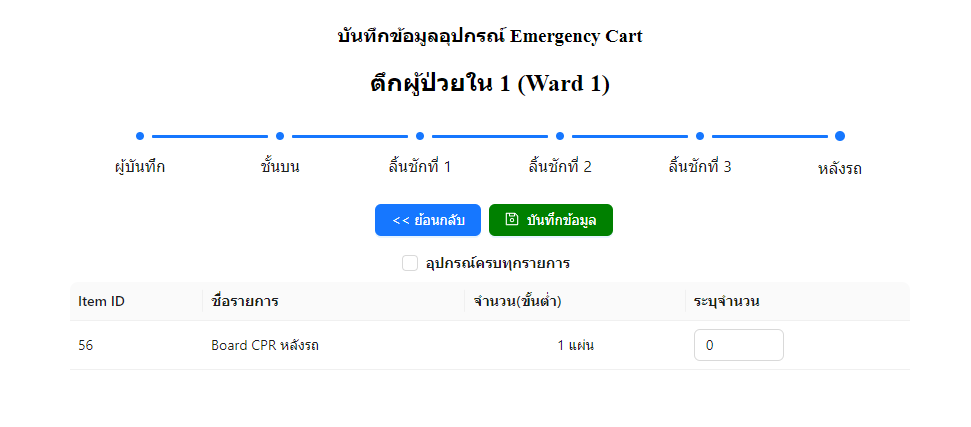 บันทึกข้อมูลอุปกรณ์ Emergency Cart
ตึกผู้ป่วยใน 1 (Ward 1)
ผู้บันทึก ชั้นบน ลิ้นชักที่ 1 ลิ้นชักที่ 2 ลิ้นชักที่ 3 หลังรถ
<< ย้อนกลับ บันทึกข้อมูล
อุปกรณ์ครบทุกรายการ
Item ID ชื่อรายการ จำนวน(ขั้นต่ำ) ระบุจำนวน
56 Board CPR หลังรถ 1 แผ่น 0